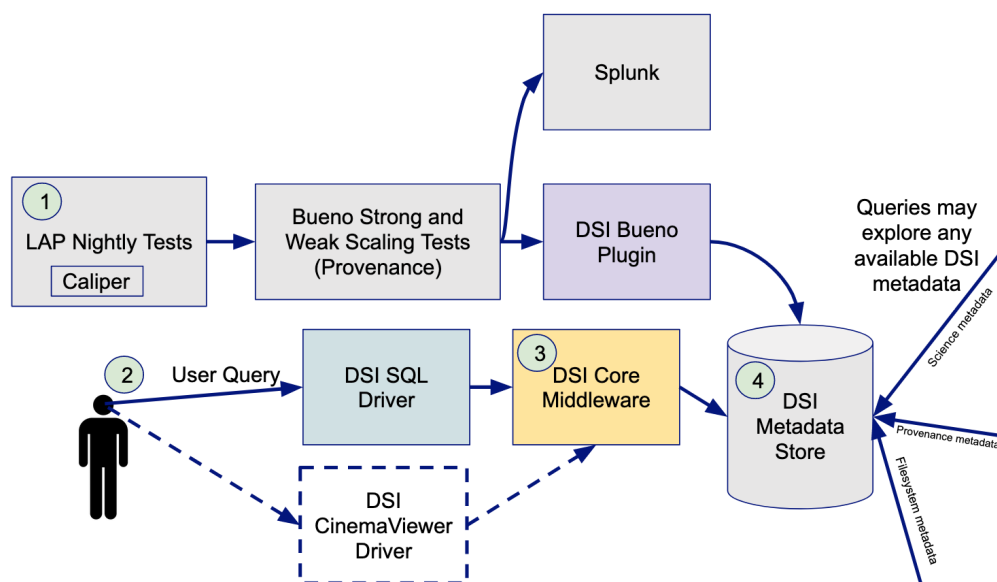 Splunk
1
LAP Nightly Tests
Caliper
Bueno Strong and
Weak Scaling Tests
(Provenance)
DSI Bueno
Plugin
Queries may
explore any
available DSI
metadata
Science metadata
Provenance metadata
Filesystem metadata
2
User Query
DSI SQL
Driver
3
DSI Core
Middleware
4
DSI
Metadata
Store
DSI
CinemaViewer
Driver